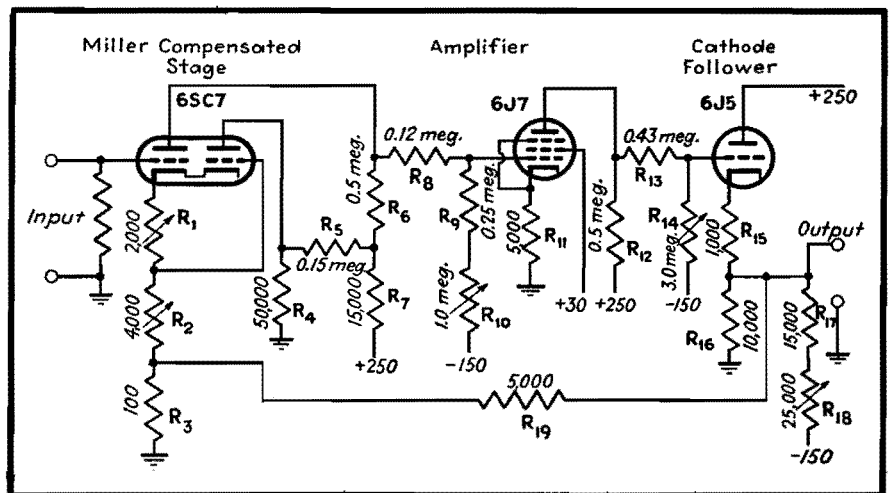 Miller Compensated
Stage
Amplifier
Cathode
Follower
6SC7
6J7
6J5
+250
Input
2,000
R1
4,000
R2
100
R3
50,000
R4
R5
0.15 meg.
0.5 meg.
R6
15,000
R7
+250
0.12 meg.
R8
R9
0.25 meg.
1.0 meg.
R10
-150
5,000
R11
+30
0.5 meg.
R12
+250
0.43 meg.
R13
R14
3.0 meg.
-150
1,000
R15
R16
10,000
Output
R17
15,000
25,000
R18
-150
5,000
R19